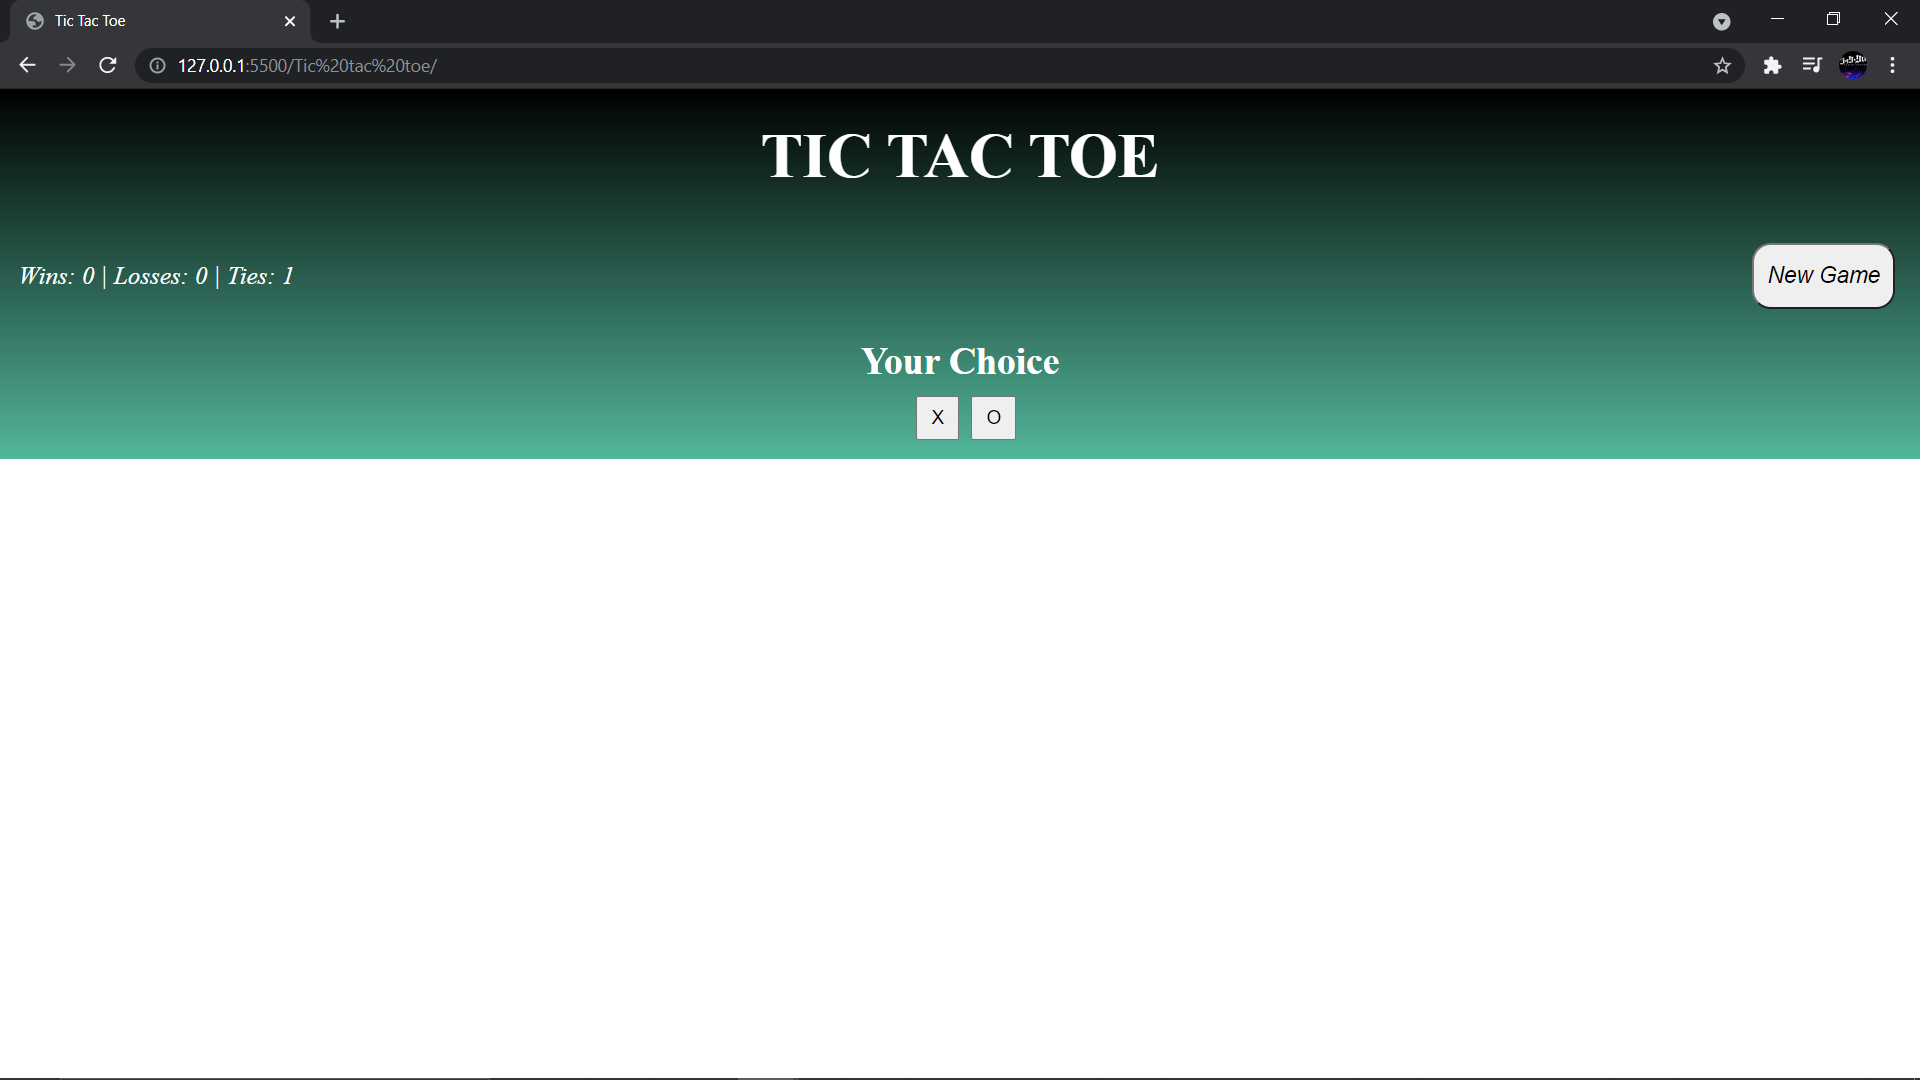 Tic Tac Toe
127.0.0.1:5500/Tic%20tac%20toe/
TIC TAC TOE
Wins: 0 | Losses: 0 | Ties: 1
New Game
Your Choice
X O